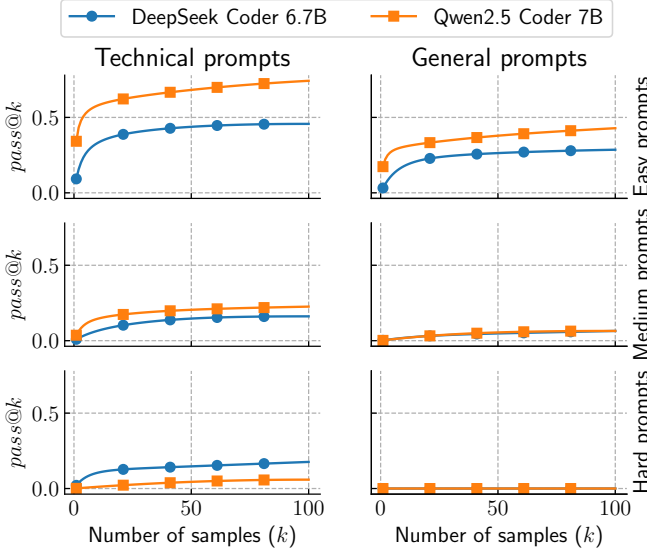 DeepSeek Coder 6.7B Qwen2.5 Coder 7B
Technical prompts General prompts
pass@k
0.5
0.0
Easy prompts
pass@k
0.5
0.0
Medium prompts
pass@k
0.5
0.0
Hard prompts
0 50 100 0 50 100
Number of samples (k) Number of samples (k)